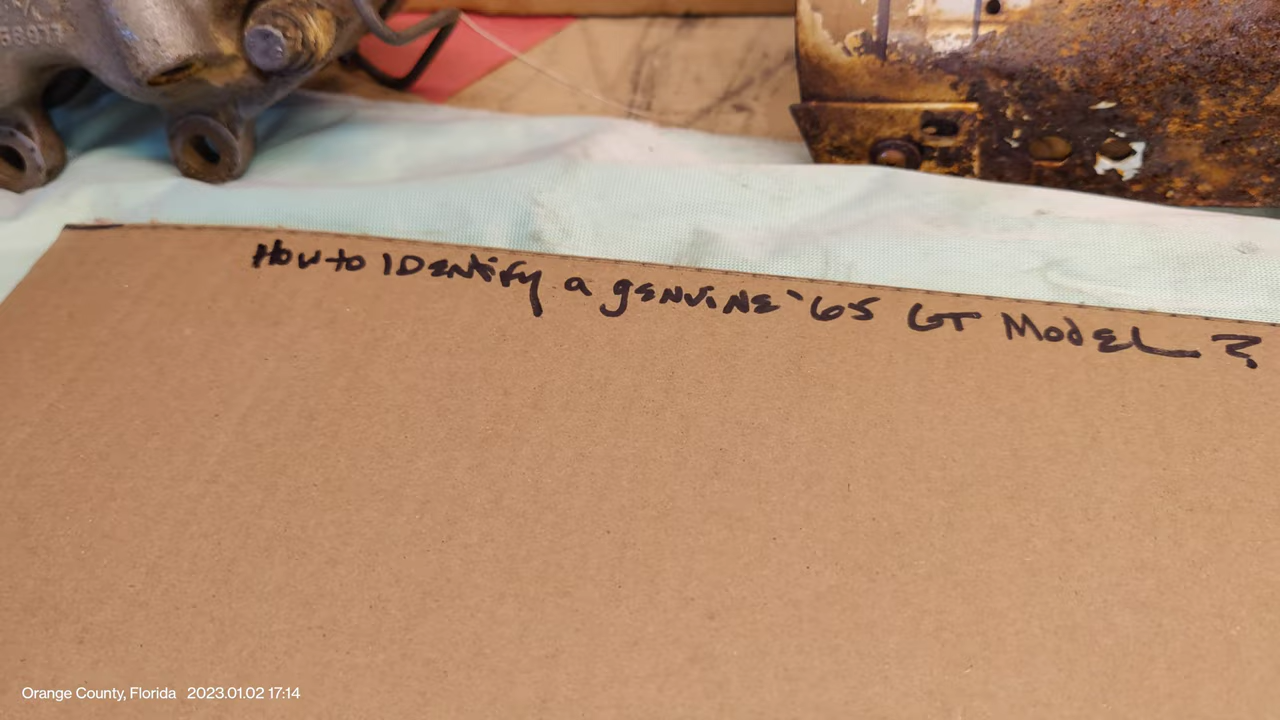 How to IDENtify a gENUiNE '65 GT ModEL ?
Orange County, Florida 2023.01.02 17:14